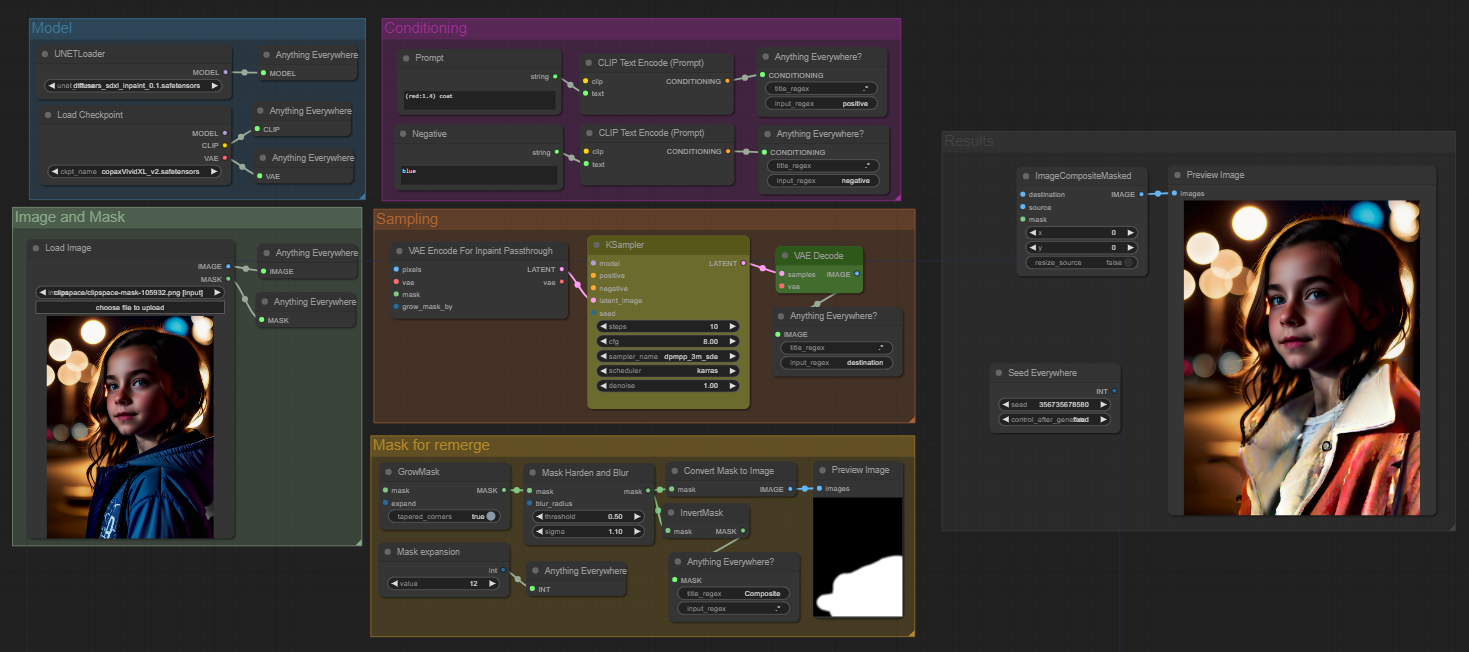 Model
UNETLoader
MODEL
diffusers_sdxl_inpaint_0.1.safetensors
Anything Everywhere
MODEL
Load Checkpoint
MODEL
CLIP
VAE
ckpt_name copaxVividXL_v2.safetensors
Anything Everywhere
CLIP
Anything Everywhere
VAE
Conditioning
Prompt
string
(red:1.4) coat
CLIP Text Encode (Prompt)
clip CONDITIONING
text
Anything Everywhere?
CONDITIONING
title_regex .*
input_regex positive
Negative
string
blue
CLIP Text Encode (Prompt)
clip CONDITIONING
text
Anything Everywhere?
CONDITIONING
title_regex .*
input_regex negative
Image and Mask
Load Image
IMAGE
MASK
clipspace/clipspace-mask-105932.png [input]
choose file to upload
Anything Everywhere
IMAGE
Anything Everywhere
MASK
Sampling
VAE Encode For Inpaint Passthrough
pixels LATENT
vae vae
mask
grow_mask_by
KSampler
model LATENT
positive
negative
latent_image
seed
steps 10
cfg 8.00
sampler_name dpmpp_3m_sde
scheduler karras
denoise 1.00
VAE Decode
samples IMAGE
vae
Anything Everywhere?
IMAGE
title_regex .*
input_regex destination
Mask for remerge
GrowMask
mask MASK
expand
tapered_corners true
Mask Harden and Blur
mask mask
blur_radius
threshold 0.50
sigma 1.10
Convert Mask to Image
mask IMAGE
Preview Image
images
InvertMask
mask MASK
Mask expansion
int
value 12
Anything Everywhere
INT
Anything Everywhere?
MASK
title_regex Composite
input_regex .*
Results
ImageCompositeMasked
destination IMAGE
source
mask
x 0
y 0
resize_source false
Preview Image
images
Seed Everywhere
INT
seed 356735678580
control_after_gene fixed